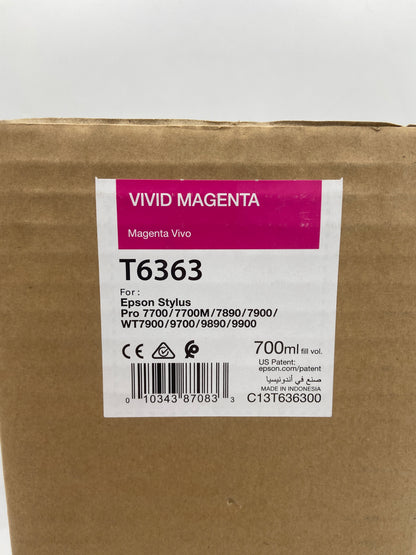 VIVID MAGENTA
Magenta Vivo
T6363
For :
Epson Stylus
Pro 7700/7700M/7890/7900/
WT7900/9700/9890/9900
CE
700ml fill vol.
US Patent:
epson.com/patent
صنع في أندونيسيا
MADE IN INDONESIA
0 10343 87083 3
C13T636300